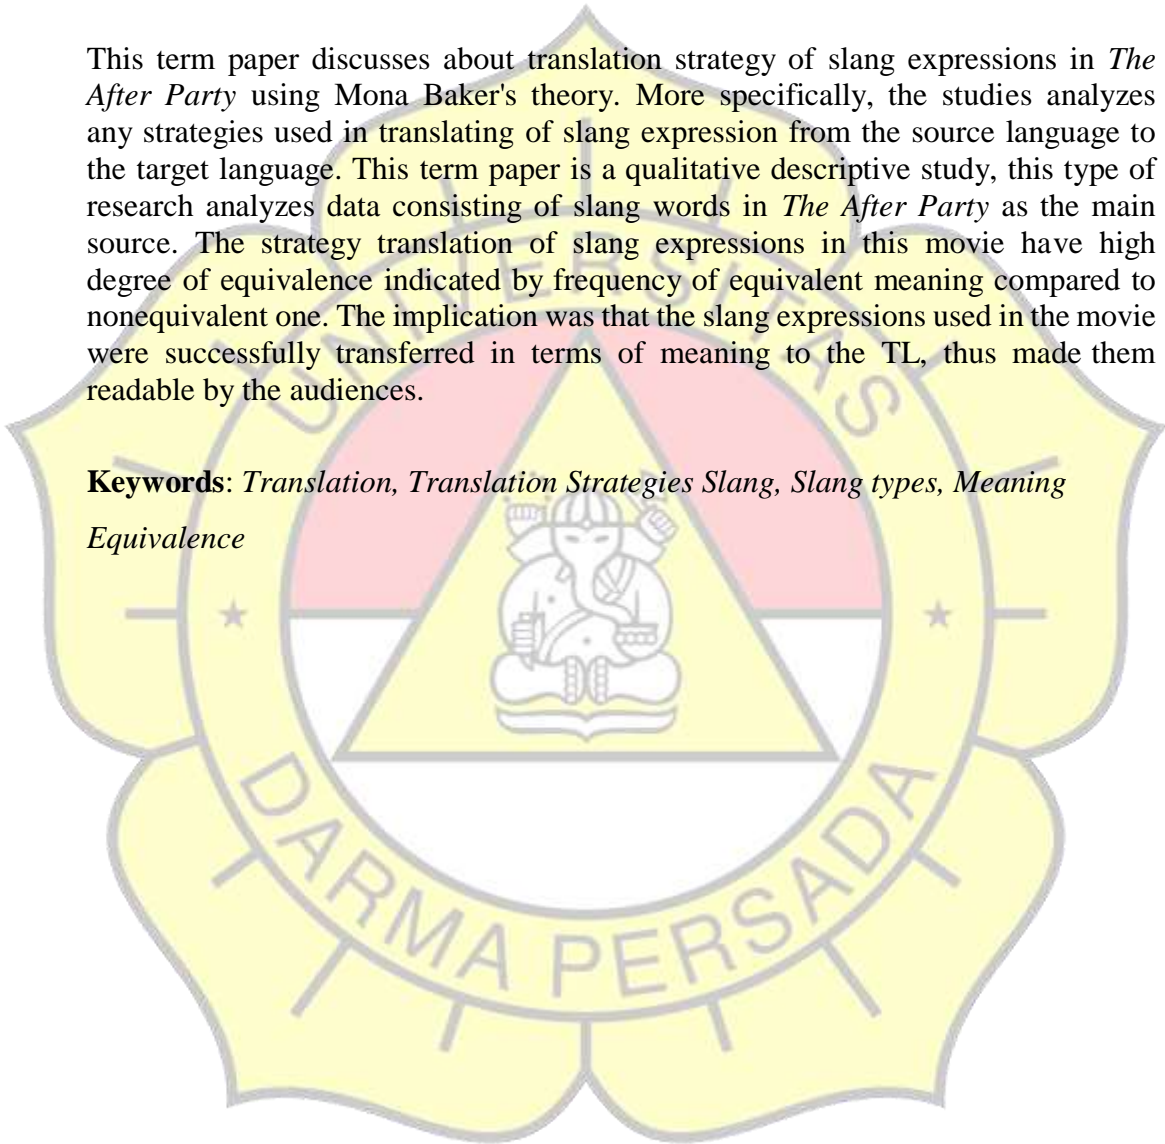 This term paper discusses about translation strategy of slang expressions in The
After Party using Mona Baker's theory. More specifically, the studies analyzes
any strategies used in translating of slang expression from the source language to
the target language. This term paper is a qualitative descriptive study, this type of
research analyzes data consisting of slang words in The After Party as the main
source. The strategy translation of slang expressions in this movie have high
degree of equivalence indicated by frequency of equivalent meaning compared to
nonequivalent one. The implication was that the slang expressions used in the movie
were successfully transferred in terms of meaning to the TL, thus made them
readable by the audiences.
Keywords: Translation, Translation Strategies Slang, Slang types, Meaning
Equivalence
UNIVERSITAS
DARMA PERSADA